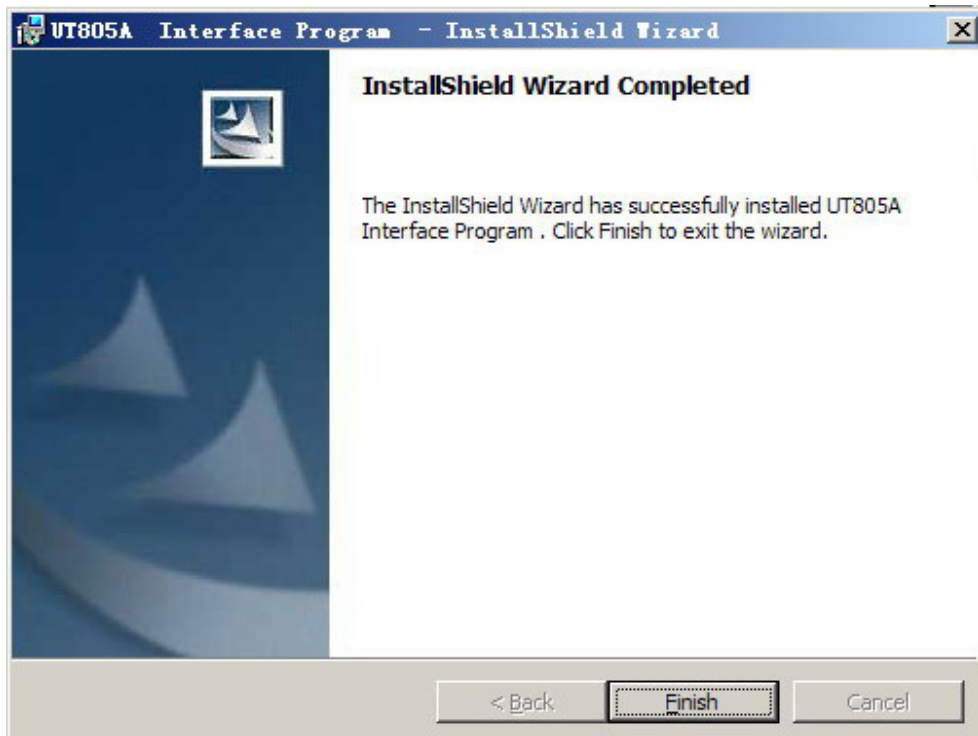 UT805A Interface Program - InstallShield Wizard
InstallShield Wizard Completed
The InstallShield Wizard has successfully installed UT805A
Interface Program . Click Finish to exit the wizard.
< Back Finish Cancel